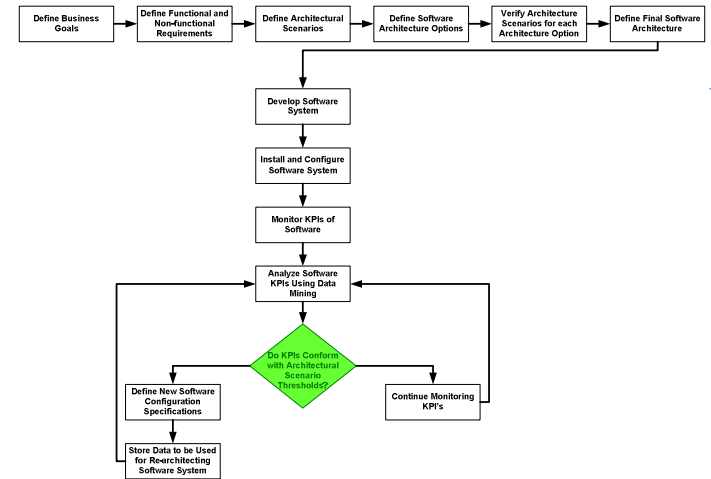 Define Business
Goals
Define Functional and
Non-functional
Requirements
Define Architectural
Scenarios
Define Software
Architecture Options
Verify Architecture
Scenarios for each
Architecture Option
Define Final Software
Architecture
Develop Software
System
Install and Configure
Software System
Monitor KPIs of
Software
Analyze Software
KPIs Using Data
Mining
Do KPIs Conform
with Architectural
Scenario
Thresholds?
Define New Software
Configuration
Specifications
Continue Monitoring
KPI's
Store Data to be Used
for Re-architecting
Software System